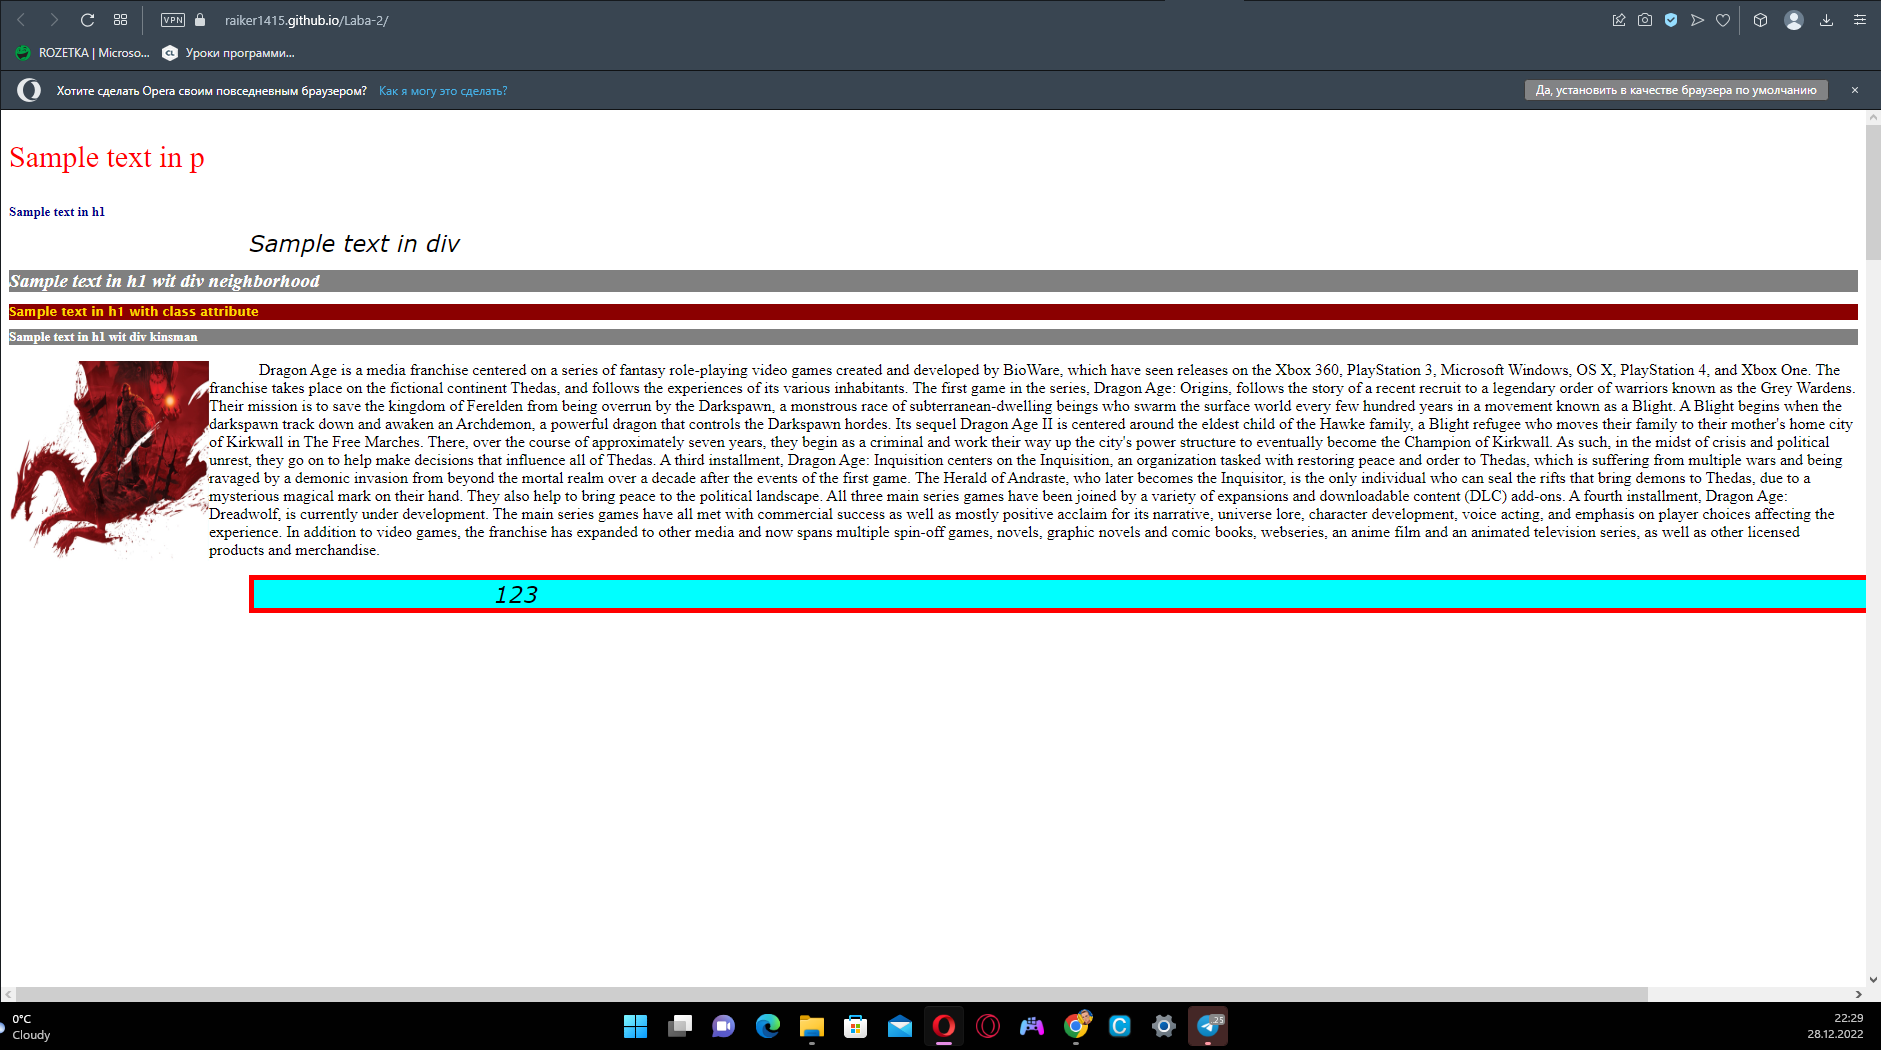 VPN
raiker1415.github.io/Laba-2/
ROZETKA | Microso...
CL
Уроки программи...
Хотите сделать Opera своим повседневным браузером? Как я могу это сделать?
Да, установить в качестве браузера по умолчанию
Sample text in p
Sample text in h1
Sample text in div
Sample text in h1 wit div neighborhood
Sample text in h1 with class attribute
Sample text in h1 wit div kinsman
Dragon Age is a media franchise centered on a series of fantasy role-playing video games created and developed by BioWare, which have seen releases on the Xbox 360, PlayStation 3, Microsoft Windows, OS X, PlayStation 4, and Xbox One. The
franchise takes place on the fictional continent Thedas, and follows the experiences of its various inhabitants. The first game in the series, Dragon Age: Origins, follows the story of a recent recruit to a legendary order of warriors known as the Grey Wardens.
Their mission is to save the kingdom of Ferelden from being overrun by the Darkspawn, a monstrous race of subterranean-dwelling beings who swarm the surface world every few hundred years in a movement known as a Blight. A Blight begins when the
darkspawn track down and awaken an Archdemon, a powerful dragon that controls the Darkspawn hordes. Its sequel Dragon Age II is centered around the eldest child of the Hawke family, a Blight refugee who moves their family to their mother's home city
of Kirkwall in The Free Marches. There, over the course of approximately seven years, they begin as a criminal and work their way up the city's power structure to eventually become the Champion of Kirkwall. As such, in the midst of crisis and political
unrest, they go on to help make decisions that influence all of Thedas. A third installment, Dragon Age: Inquisition centers on the Inquisition, an organization tasked with restoring peace and order to Thedas, which is suffering from multiple wars and being
ravaged by a demonic invasion from beyond the mortal realm over a decade after the events of the first game. The Herald of Andraste, who later becomes the Inquisitor, is the only individual who can seal the rifts that bring demons to Thedas, due to a
mysterious magical mark on their hand. They also help to bring peace to the political landscape. All three main series games have been joined by a variety of expansions and downloadable content (DLC) add-ons. A fourth installment, Dragon Age:
Dreadwolf, is currently under development. The main series games have all met with commercial success as well as mostly positive acclaim for its narrative, universe lore, character development, voice acting, and emphasis on player choices affecting the
experience. In addition to video games, the franchise has expanded to other media and now spans multiple spin-off games, novels, graphic novels and comic books, webseries, an anime film and an animated television series, as well as other licensed
products and merchandise.
123
0°C
Cloudy
C
25
22:29
28.12.2022